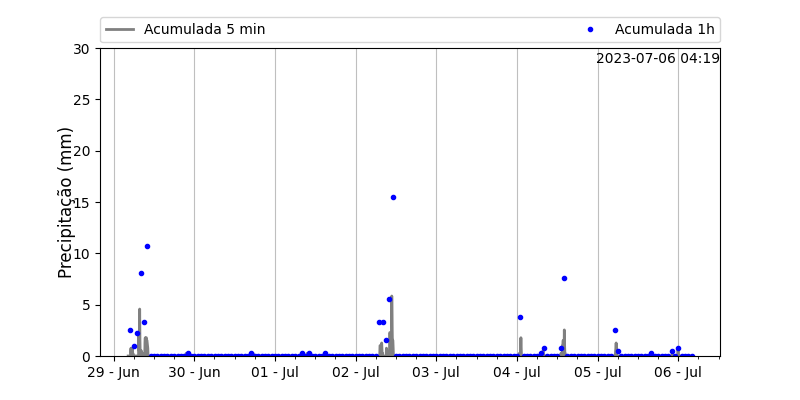 Acumulada 5 min
Acumulada 1h
2023-07-06 04:19
Precipitação (mm)
30
25
20
15
10
5
0
29 - Jun
30 - Jun
01 - Jul
02 - Jul
03 - Jul
04 - Jul
05 - Jul
06 - Jul